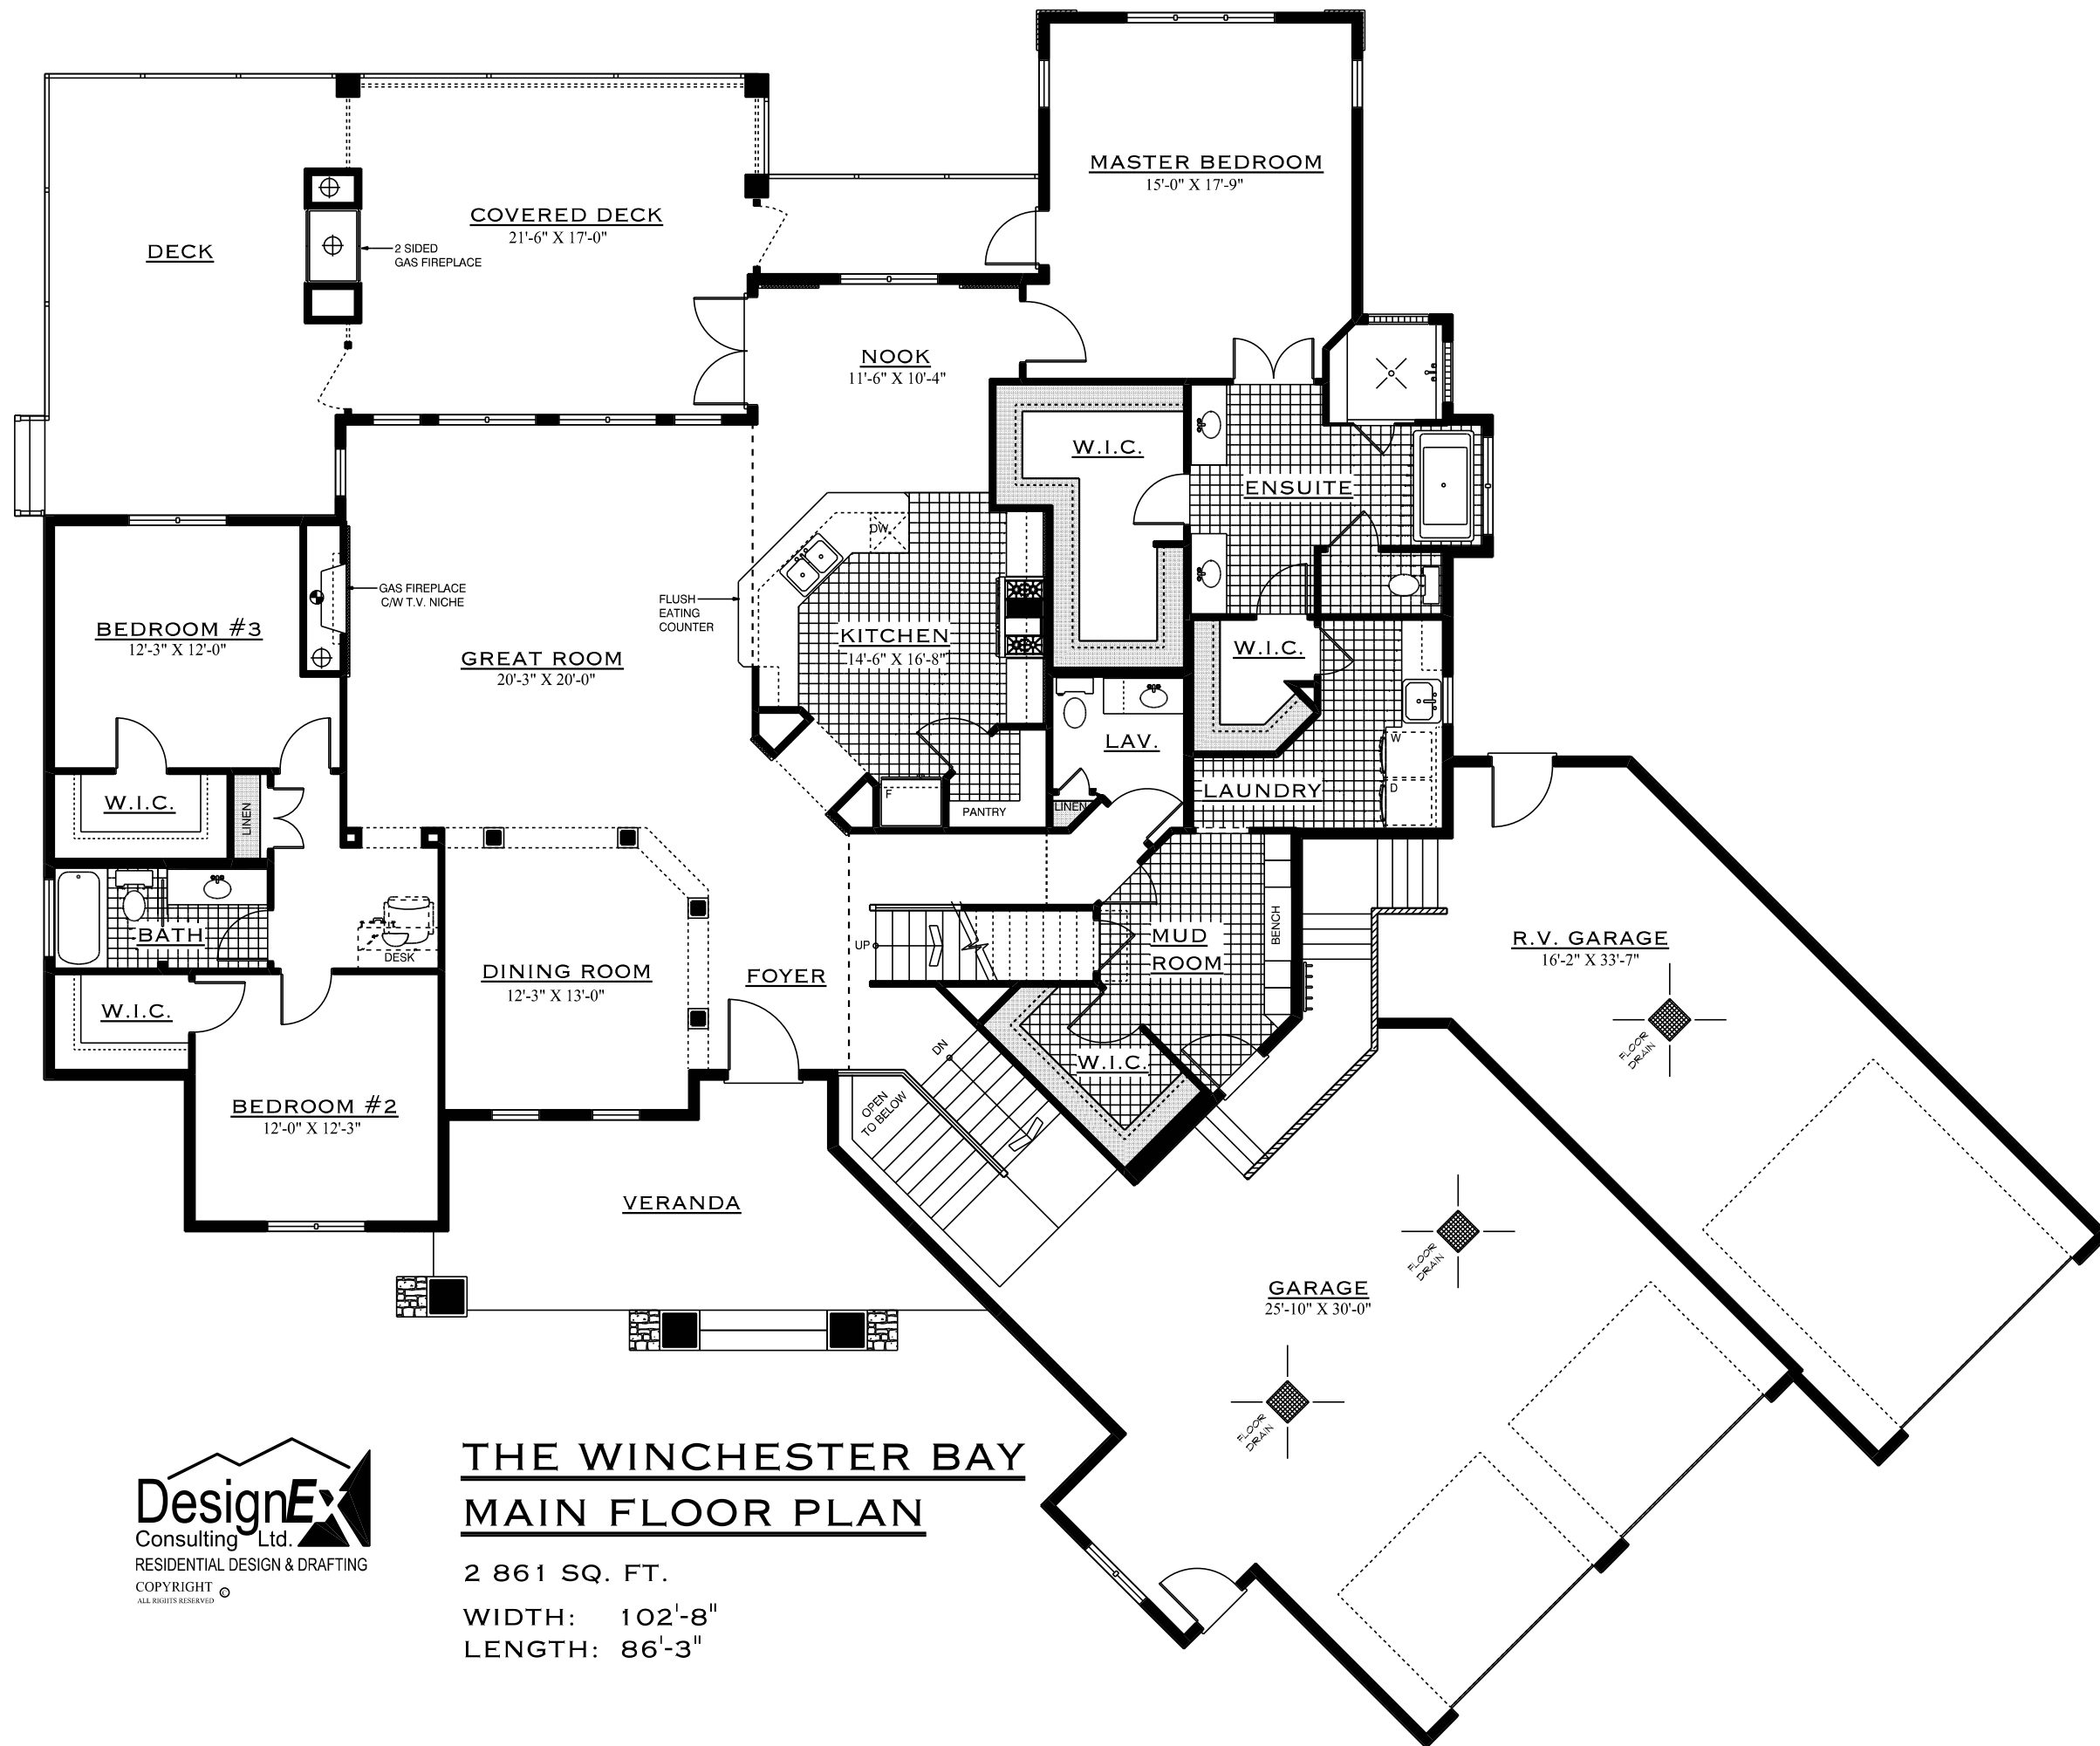 MASTER BEDROOM
15'-0" X 17'-9"
COVERED DECK
21'-6" X 17'-0"
DECK
2 SIDED
GAS FIREPLACE
NOOK
11'-6" X 10'-4"
W.I.C.
ENSUITE
DW.
GAS FIREPLACE
C/W T.V. NICHE
FLUSH
EATING
COUNTER
BEDROOM #3
12'-3" X 12'-0"
GREAT ROOM
20'-3" X 20'-0"
KITCHEN
14'-6" X 16'-8"
W.I.C.
LAV.
W
D
LAUNDRY
F
PANTRY
LINEN
W.I.C.
LINEN
BATH
DESK
DINING ROOM
12'-3" X 13'-0"
FOYER
UP
MUD
ROOM
BENCH
R.V. GARAGE
16'-2" X 33'-7"
FLOOR
DRAIN
W.I.C.
DN
W.I.C.
OPEN
TO BELOW
BEDROOM #2
12'-0" X 12'-3"
VERANDA
FLOOR
DRAIN
GARAGE
25'-10" X 30'-0"
FLOOR
DRAIN
DesignEx
Consulting Ltd.
RESIDENTIAL DESIGN & DRAFTING
COPYRIGHT ©
ALL RIGHTS RESERVED
THE WINCHESTER BAY
MAIN FLOOR PLAN
2 861 SQ. FT.
WIDTH: 102'-8"
LENGTH: 86'-3"